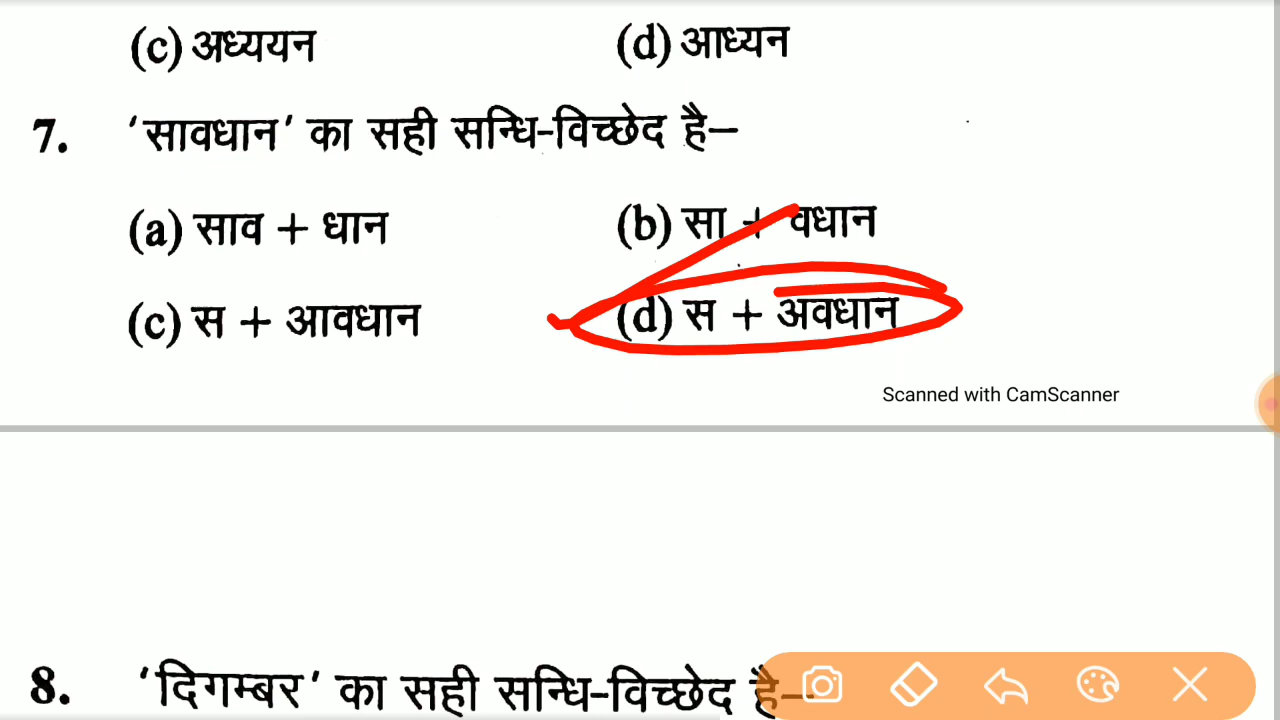 (c) अध्ययन (d) आध्यन
7. 'सावधान' का सही सन्धि-विच्छेद है–
(a) साव + धान (b) सा + वधान
(c) स + आवधान (d) स + अवधान
Scanned with CamScanner
8. 'दिगम्बर' का सही सन्धि-विच्छेद है–